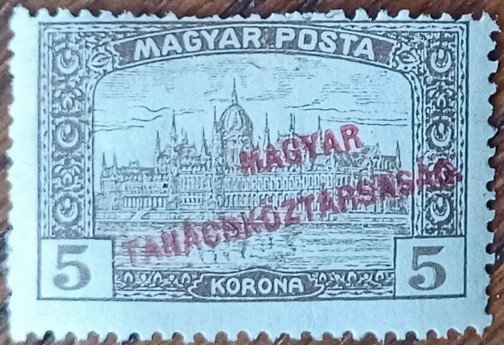 MAGYAR POSTA
MAGYAR
TANÁCSKÖZTÁRSASÁG.
5 KORONA 5